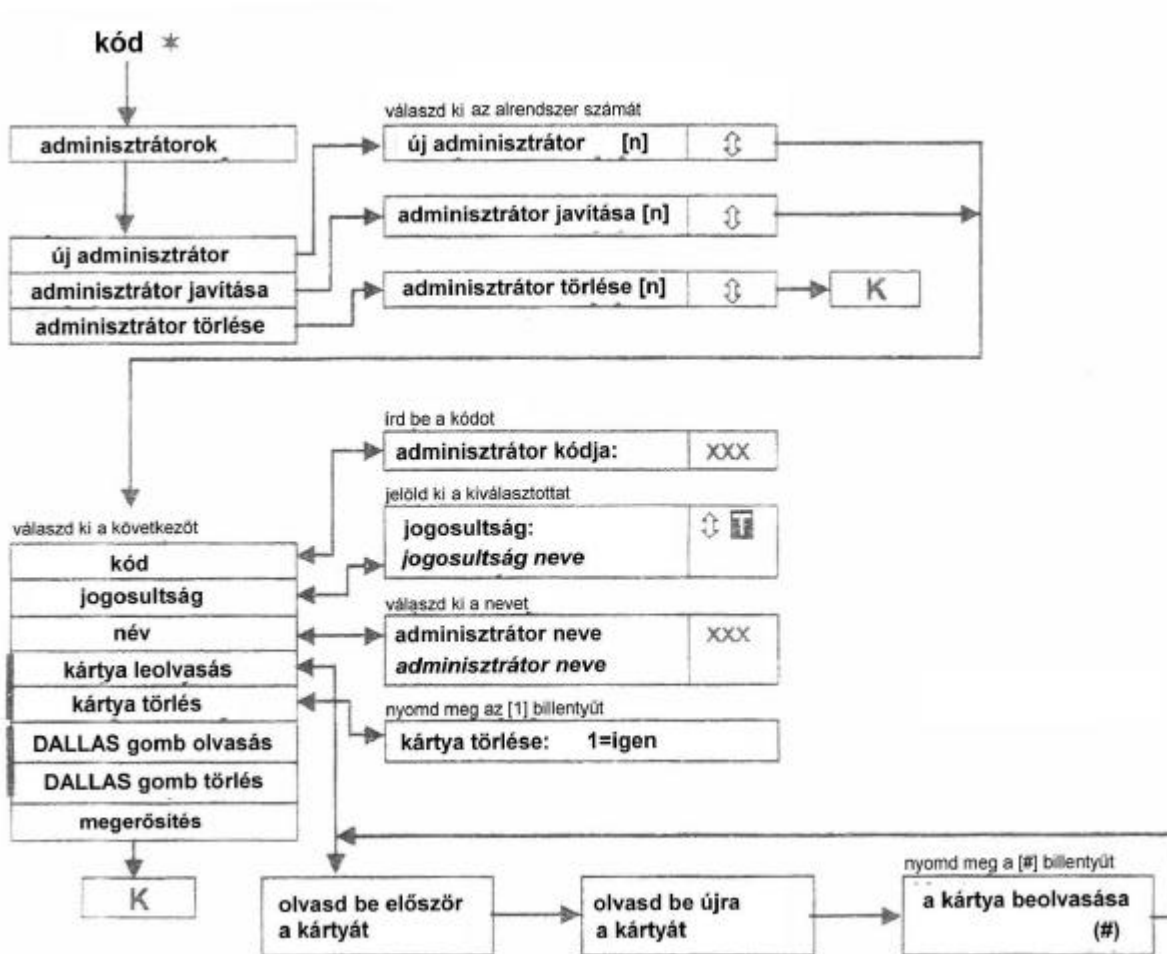 kód *
adminisztrátorok
új adminisztrátor
adminisztrátor javítása
adminisztrátor törlése
válaszd ki az alrendszer számát
új adminisztrátor [n] ⇕
adminisztrátor javítása [n] ⇕
adminisztrátor törlése [n] ⇕
K
válaszd ki a következőt
kód
jogosultság
név
kártya leolvasás
kártya törlés
DALLAS gomb olvasás
DALLAS gomb törlés
megerősités
K
írd be a kódot
adminisztrátor kódja: XXX
jelöld ki a kiválasztottat
jogosultság: ⇕
jogosultság neve
válaszd ki a nevet
adminisztrátor neve XXX
adminisztrátor neve
nyomd meg az [1] billentyűt
kártya törlése: 1=igen
olvasd be először
a kártyát
olvasd be újra
a kártyát
nyomd meg a [#] billentyűt
a kártya beolvasása
(#)